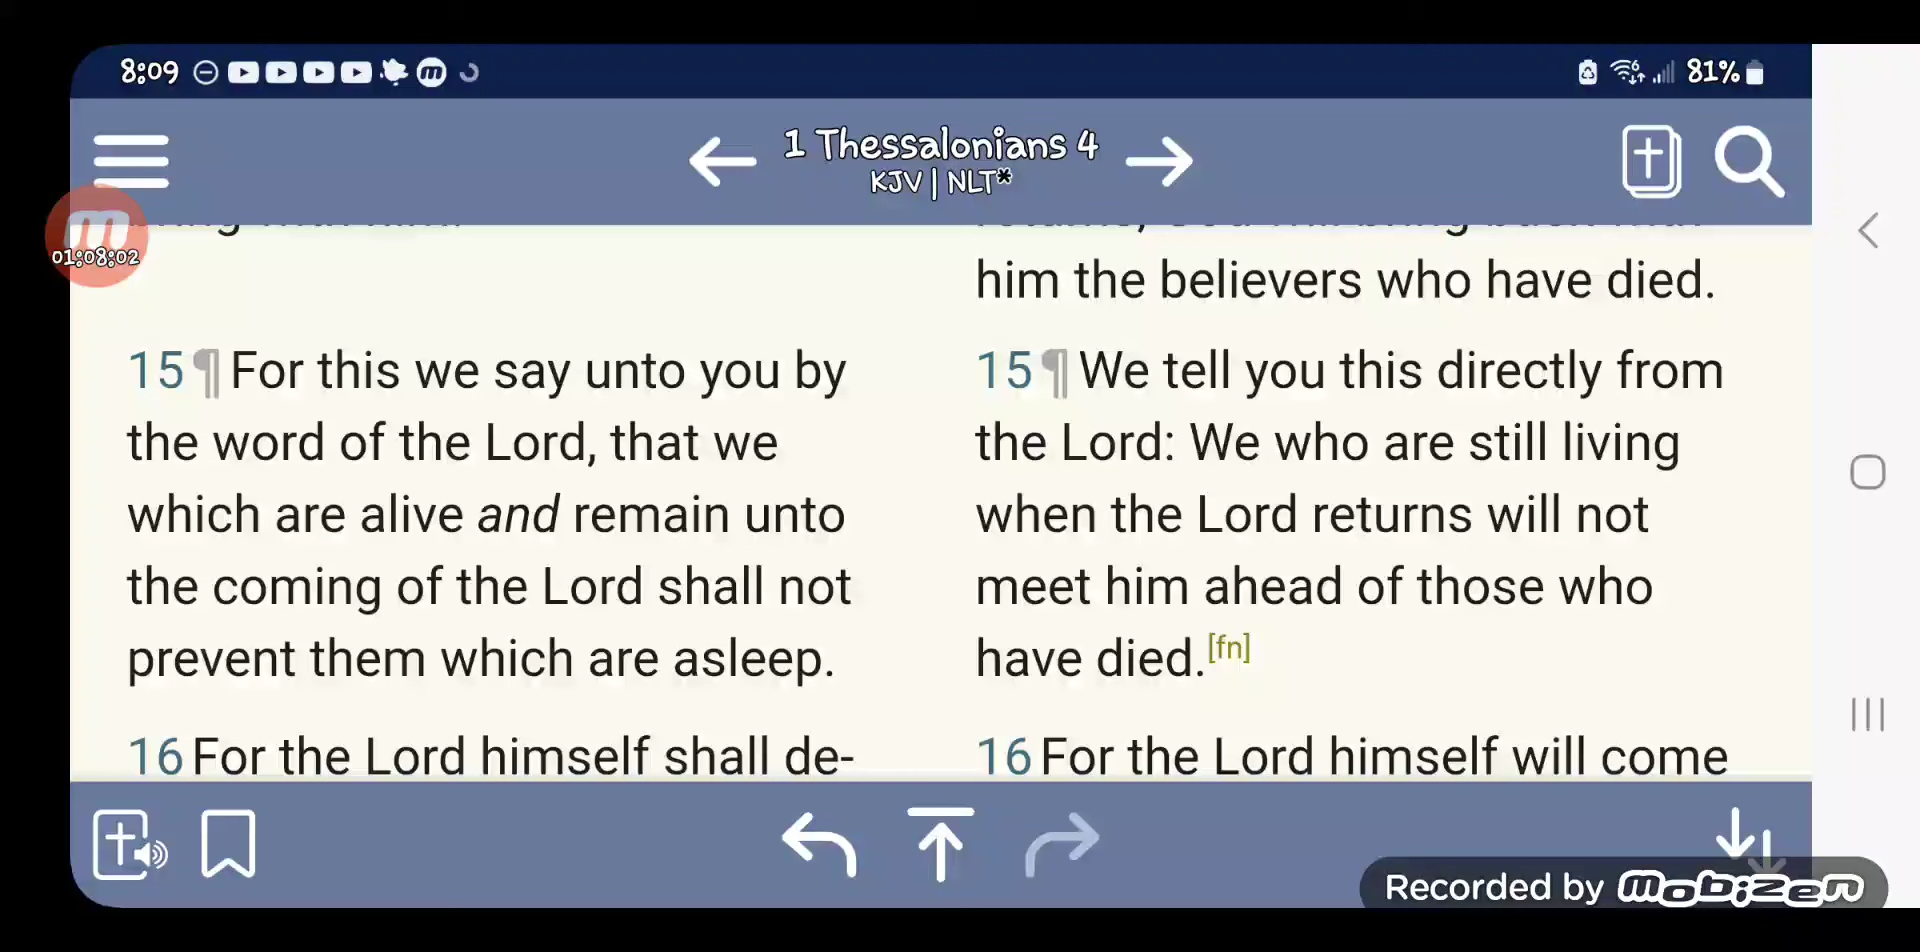 8:09
81%
1 Thessalonians 4
KJV | NLT*
01:08:02
him the believers who have died.
15 ¶ For this we say unto you by
the word of the Lord, that we
which are alive and remain unto
the coming of the Lord shall not
prevent them which are asleep.
16 For the Lord himself shall de-
15 ¶ We tell you this directly from
the Lord: We who are still living
when the Lord returns will not
meet him ahead of those who
have died.[fn]
16 For the Lord himself will come
Recorded by Mobizen